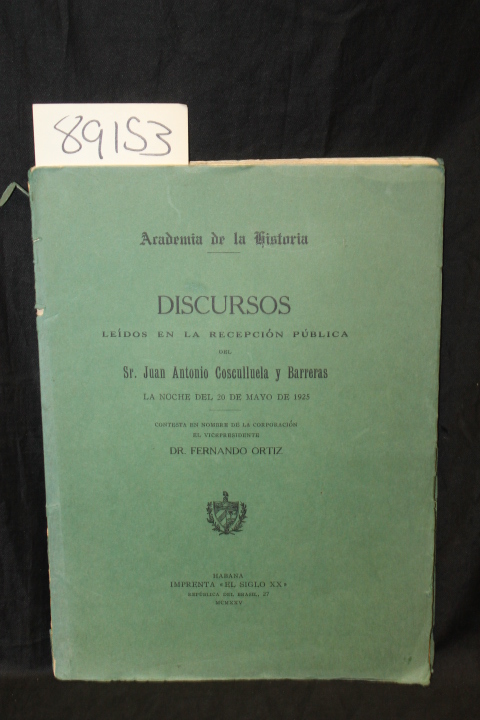 89153
Academia de la Historia
DISCURSOS
LEÍDOS EN LA RECEPCIÓN PÚBLICA
DEL
Sr. Juan Antonio Cosculluela y Barreras
LA NOCHE DEL 20 DE MAYO DE 1925
CONTESTA EN NOMBRE DE LA CORPORACIÓN
EL VICEPRESIDENTE
DR. FERNANDO ORTIZ
HABANA
IMPRENTA «EL SIGLO XX»
REPÚBLICA DEL BRASIL, 27
MCMXXV